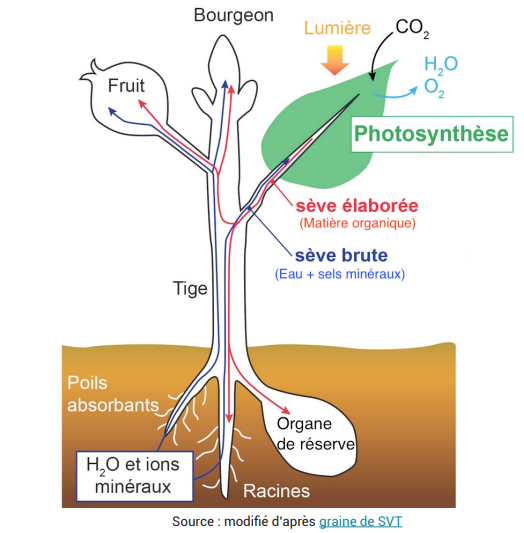 Bourgeon
Lumière
CO₂
H₂O
O₂
Fruit
Photosynthèse
sève élaborée
(Matière organique)
sève brute
(Eau + sels minéraux)
Tige
Poils
absorbants
Organe
de réserve
H₂O et ions
minéraux
Racines
Source : modifié d'après graine de SVT